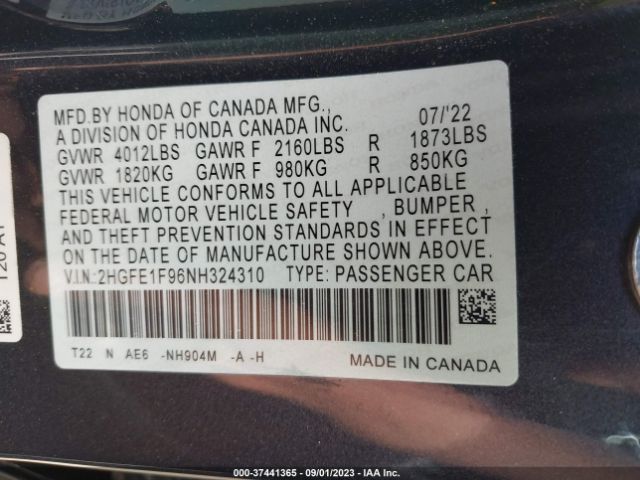 MFD.BY HONDA OF CANADA MFG., 07/'22
A DIVISION OF HONDA CANADA INC.
GVWR 4012LBS GAWR F 2160LBS R 1873LBS
GVWR 1820KG GAWR F 980KG R 850KG
THIS VEHICLE CONFORMS TO ALL APPLICABLE
FEDERAL MOTOR VEHICLE SAFETY , BUMPER ,
AND THEFT PREVENTION STANDARDS IN EFFECT
ON THE DATE OF MANUFACTURE SHOWN ABOVE.
V.I.N.:2HGFE1F96NH324310 TYPE:PASSENGER CAR
T22 N AE6 -NH904M -A -H
MADE IN CANADA
000 - 37441365 - 09/01/2023 - IAA Inc.